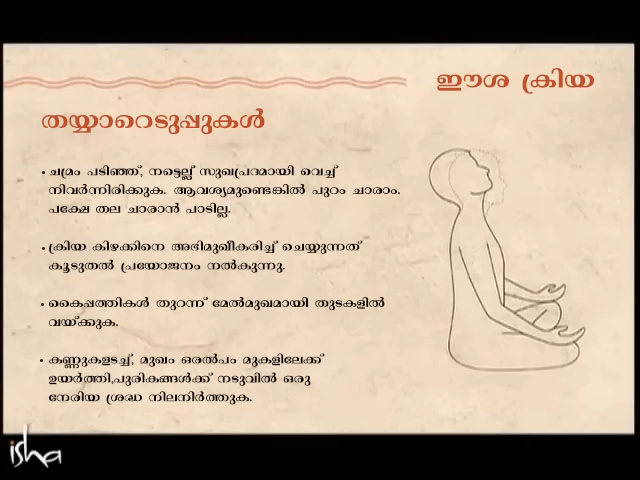 ഈശ ക്രിയ
തയ്യാറെടുപ്പുകൾ
• ചമ്രം പടിഞ്ഞ്, നട്ടെല്ല് സുഖപ്രദമായി വെച്ച്
നിവർന്നിരിക്കുക. ആവശ്യമുണ്ടെങ്കിൽ പുറം ചാരാം.
പക്ഷേ തല ചാരാൻ പാടില്ല.
• ക്രിയ കിഴക്കിനെ അഭിമുഖീകരിച്ച് ചെയ്യുന്നത്
കൂടുതൽ പ്രയോജനം നൽകുന്നു.
• കൈപ്പത്തികൾ തുറന്ന് മേൽമുഖമായി തുടകളിൽ
വയ്ക്കുക.
• കണ്ണുകളടച്ച്, മുഖം ഒരൽപം മുകളിലേക്ക്
ഉയർത്തി,പുരികങ്ങൾക്ക് നടുവിൽ ഒരു
നേരിയ ശ്രദ്ധ നിലനിർത്തുക.
isha